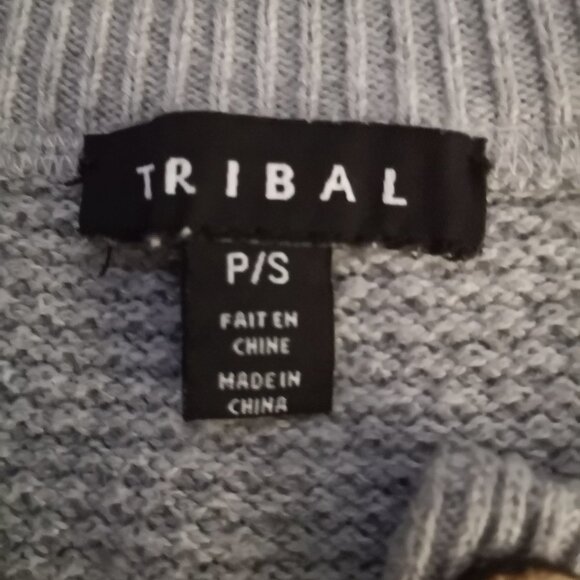 TRIBAL
P/S
FAIT EN
CHINE
MADE IN
CHINA